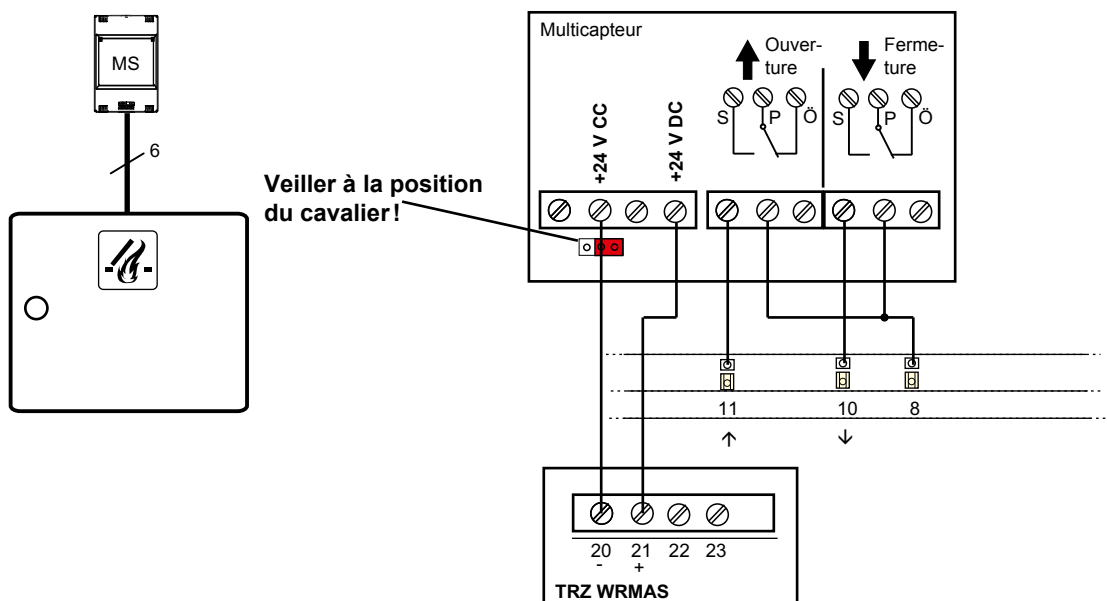 MS
6
Veiller à la position
du cavalier!
Multicapteur
Ouver-
ture
Ferme-
ture
S P Ö
S P Ö
+24 V CC
+24 V DC
11 10 8
20 21 22 23
- +
TRZ WRMAS